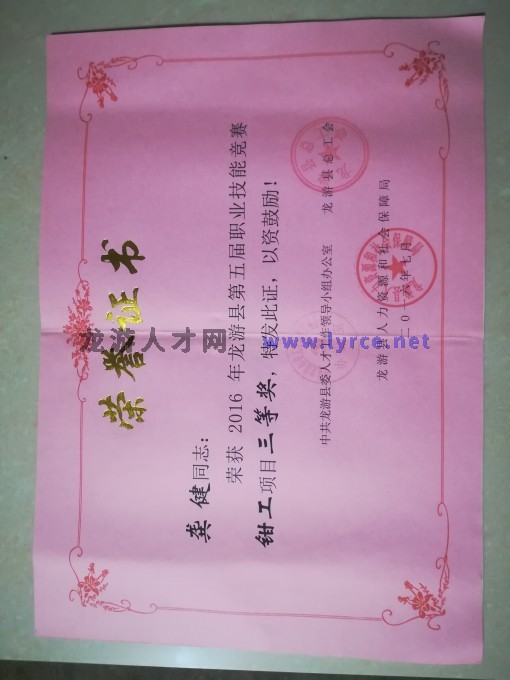 荣誉证书
龚健同志：
荣获 2016 年龙游县第五届职业技能竞赛
钳工项目三等奖，特发此证，以资鼓励！
中共龙游县委人才工作领导小组办公室 龙游县总工会
龙游县人力资源和社会保障局
二〇一六年七月
龙游人才网 www.lyrc.net